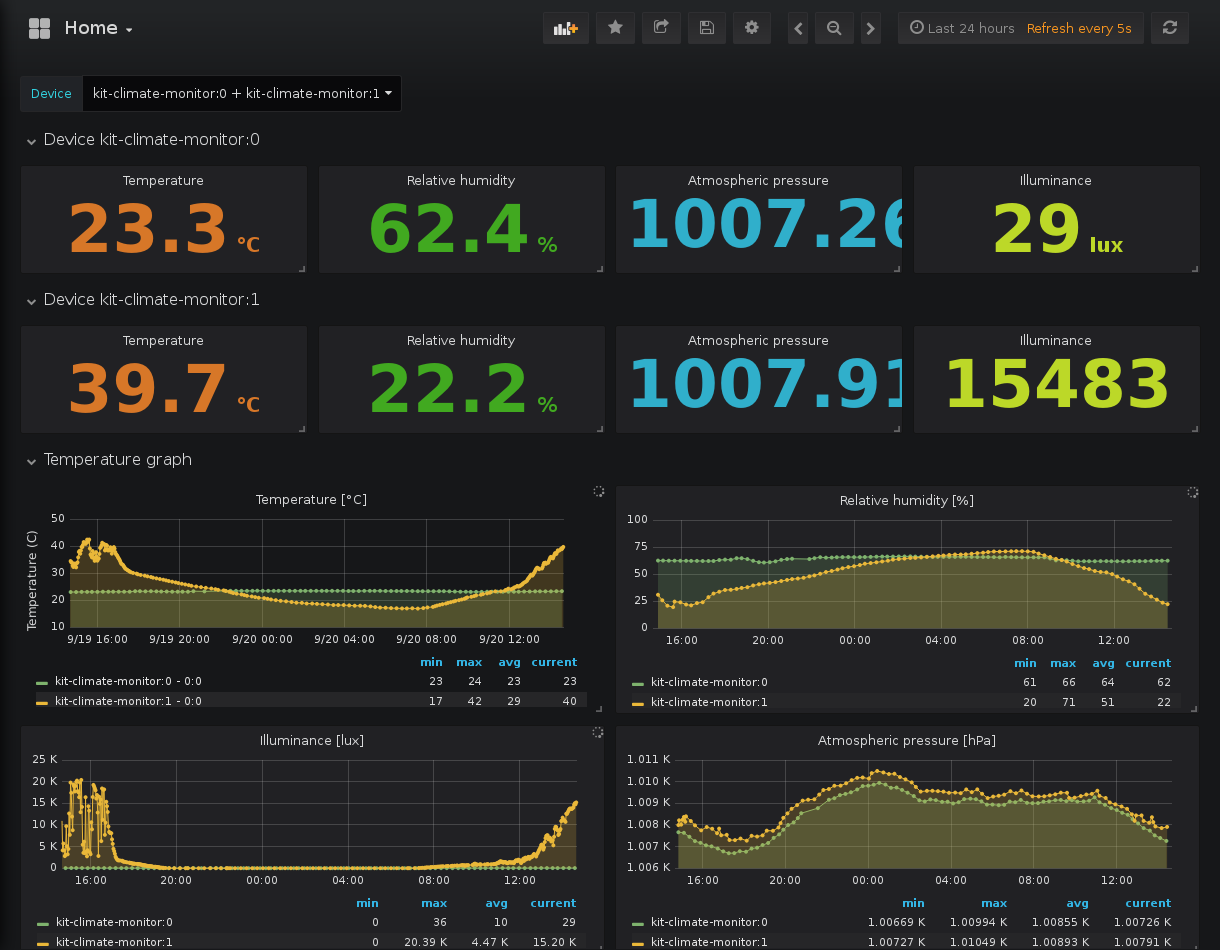 Home
Last 24 hours Refresh every 5s
Device kit-climate-monitor:0 + kit-climate-monitor:1
Device kit-climate-monitor:0
Temperature Relative humidity Atmospheric pressure Illuminance
23.3 °C 62.4 % 1007.26 29 lux
Device kit-climate-monitor:1
Temperature Relative humidity Atmospheric pressure Illuminance
39.7 °C 22.2 % 1007.91 15483
Temperature graph
Temperature [°C]
Temperature (C)
50
40
30
20
10
9/19 16:00 9/19 20:00 9/20 00:00 9/20 04:00 9/20 08:00 9/20 12:00
min max avg current
kit-climate-monitor:0 - 0:0 23 24 23 23
kit-climate-monitor:1 - 0:0 17 42 29 40
Relative humidity [%]
100
75
50
25
0
16:00 20:00 00:00 04:00 08:00 12:00
min max avg current
kit-climate-monitor:0 61 66 64 62
kit-climate-monitor:1 20 71 51 22
Illuminance [lux]
25 K
20 K
15 K
10 K
5 K
0
16:00 20:00 00:00 04:00 08:00 12:00
min max avg current
kit-climate-monitor:0 0 36 10 29
kit-climate-monitor:1 0 20.39 K 4.47 K 15.20 K
Atmospheric pressure [hPa]
1.011 K
1.010 K
1.009 K
1.008 K
1.007 K
1.006 K
16:00 20:00 00:00 04:00 08:00 12:00
min max avg current
kit-climate-monitor:0 1.00669 K 1.00994 K 1.00855 K 1.00726 K
kit-climate-monitor:1 1.00727 K 1.01049 K 1.00893 K 1.00791 K